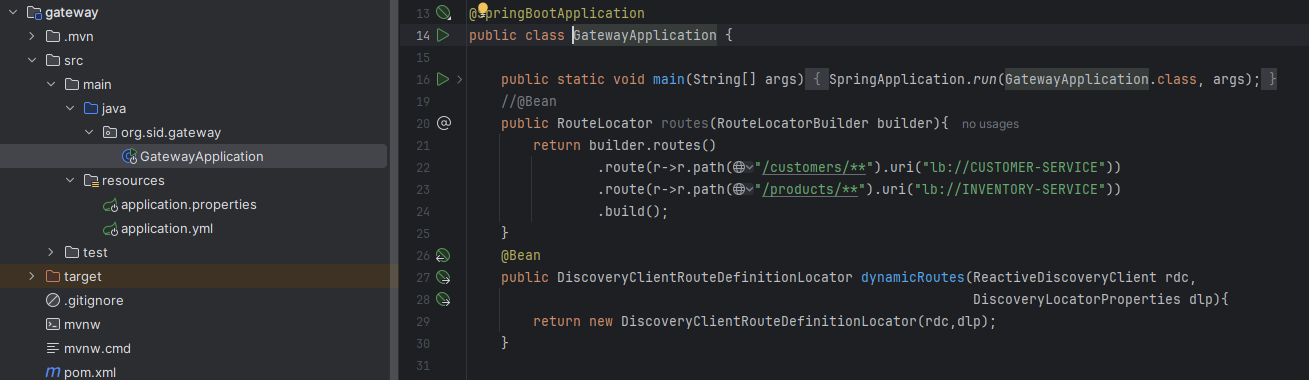 gateway
.mvn
src
main
java
org.sid.gateway
GatewayApplication
resources
application.properties
application.yml
test
target
.gitignore
mvnw
mvnw.cmd
pom.xml
13 @SpringBootApplication
14 public class GatewayApplication {
15
16 public static void main(String[] args) { SpringApplication.run(GatewayApplication.class, args); }
19 //@Bean
20 public RouteLocator routes(RouteLocatorBuilder builder){ no usages
21 return builder.routes()
22 .route(r->r.path("/customers/**").uri("lb://CUSTOMER-SERVICE"))
23 .route(r->r.path("/products/**").uri("lb://INVENTORY-SERVICE"))
24 .build();
25 }
26 @Bean
27 public DiscoveryClientRouteDefinitionLocator dynamicRoutes(ReactiveDiscoveryClient rdc,
28 DiscoveryLocatorProperties dlp){
29 return new DiscoveryClientRouteDefinitionLocator(rdc,dlp);
30 }
31